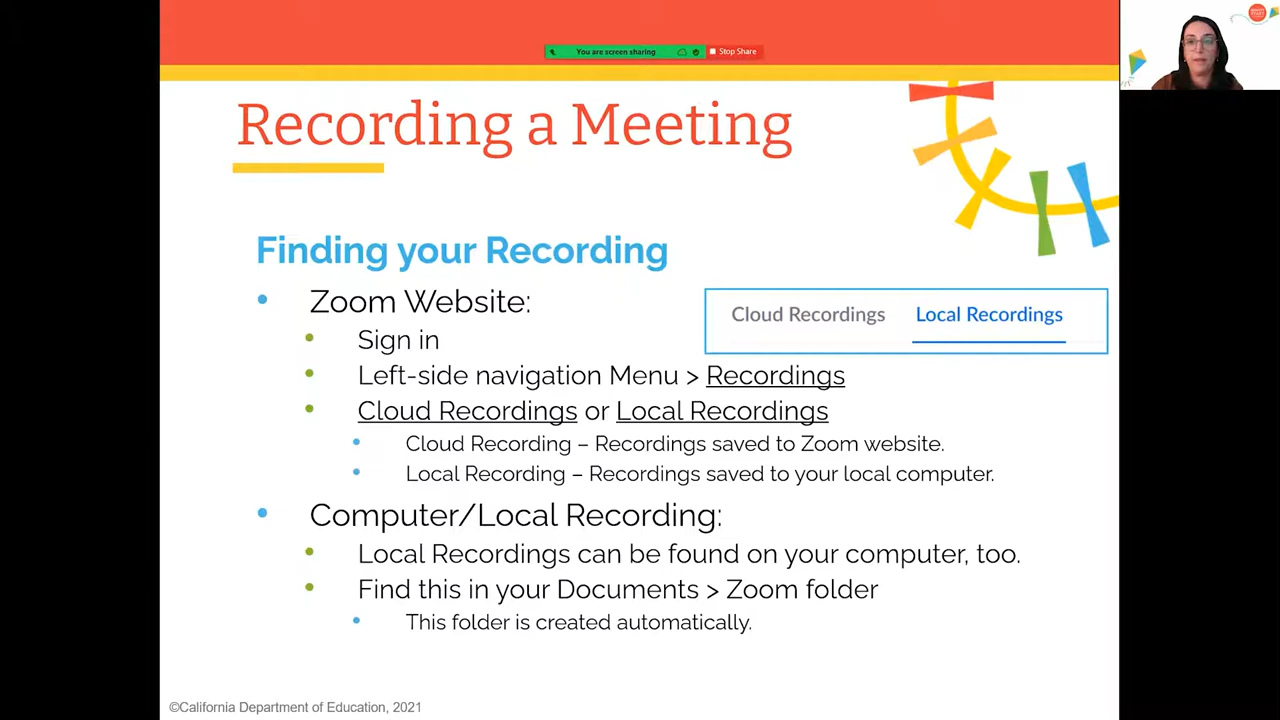 You are screen sharing
Stop Share
Recording a Meeting
Finding your Recording
Zoom Website:
Cloud Recordings Local Recordings
Sign in
Left-side navigation Menu > Recordings
Cloud Recordings or Local Recordings
Cloud Recording – Recordings saved to Zoom website.
Local Recording – Recordings saved to your local computer.
Computer/Local Recording:
Local Recordings can be found on your computer, too.
Find this in your Documents > Zoom folder
This folder is created automatically.
©California Department of Education, 2021